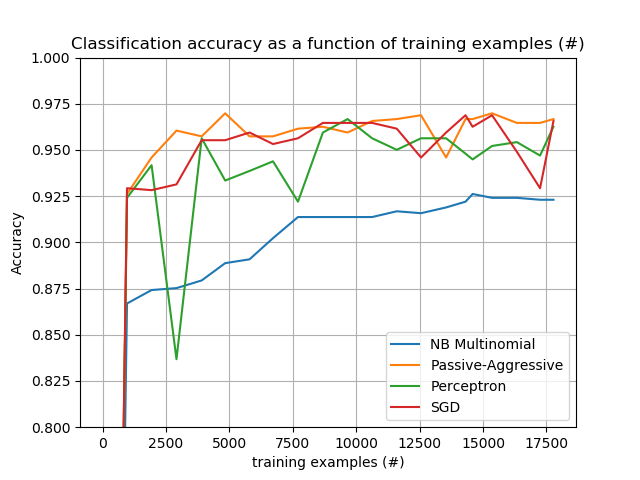 Classification accuracy as a function of training examples (#)
1.000
0.975
0.950
0.925
0.900
0.875
0.850
0.825
0.800
Accuracy
NB Multinomial
Passive-Aggressive
Perceptron
SGD
0 2500 5000 7500 10000 12500 15000 17500
training examples (#)